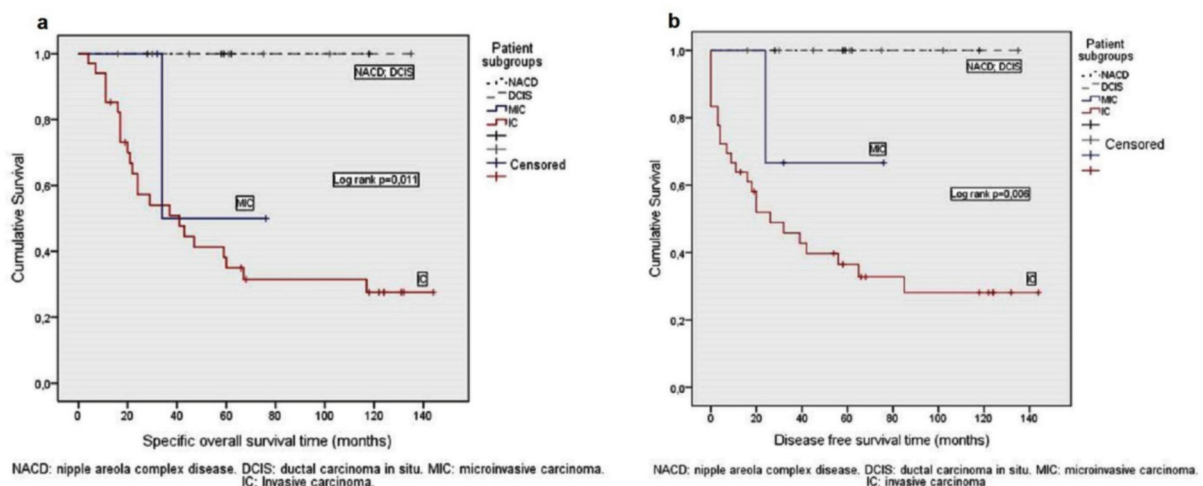 a
Patient
subgroups
NACD
DCIS
MIC
IC
Censored
NACD; DCIS
Log rank p=0,011
MIC
IC
Cumulative Survival
1,0
0,8
0,6
0,4
0,2
0,0
0 20 40 60 80 100 120 140
Specific overall survival time (months)
NACD: nipple areola complex disease. DCIS: ductal carcinoma in situ. MIC: microinvasive carcinoma.
IC: Invasive carcinoma.
b
Patient
subgroups
NACD
DCIS
MIC
IC
Censored
NACD; DCIS
MIC
Log rank p=0,006
IC
Cumulative Survival
1,0
0,8
0,6
0,4
0,2
0,0
0 20 40 60 80 100 120 140
Disease free survival time (months)
NACD: nipple areola complex disease. DCIS: ductal carcinoma in situ. MIC: microinvasive carcinoma.
IC: invasive carcinoma